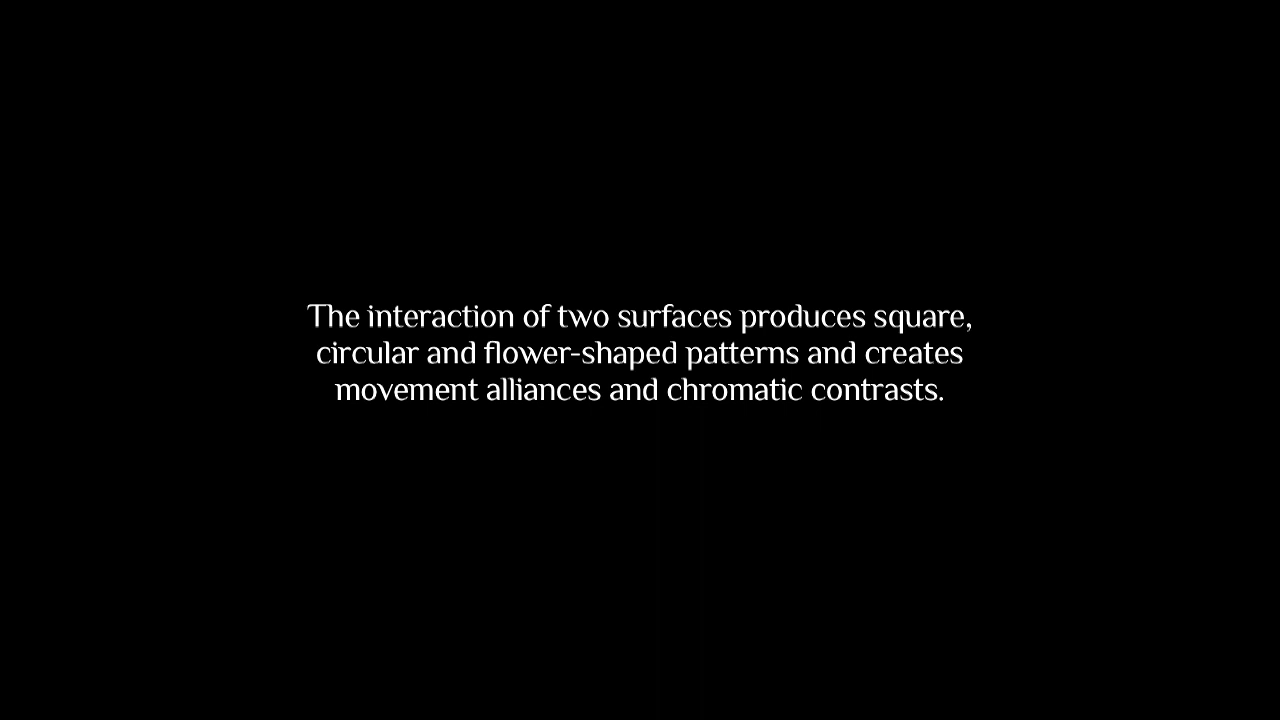 The interaction of two surfaces produces square,
circular and flower-shaped patterns and creates
movement alliances and chromatic contrasts.